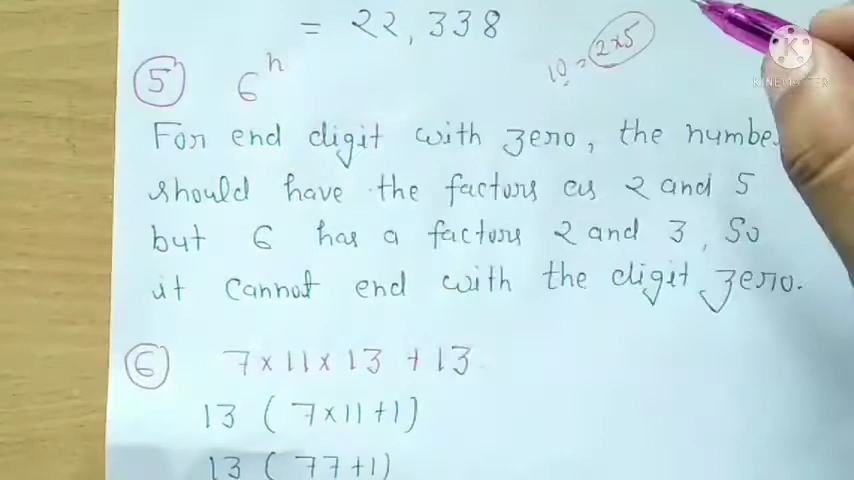 = 22,338
10 = 2×5
5 6^n
For end digit with zero, the number
should have the factors as 2 and 5
but 6 has a factors 2 and 3, So
it cannot end with the digit zero.
6 7×11×13 +13
13 ( 7×11 +1)
13 ( 77+1)
K
KINEMASTER